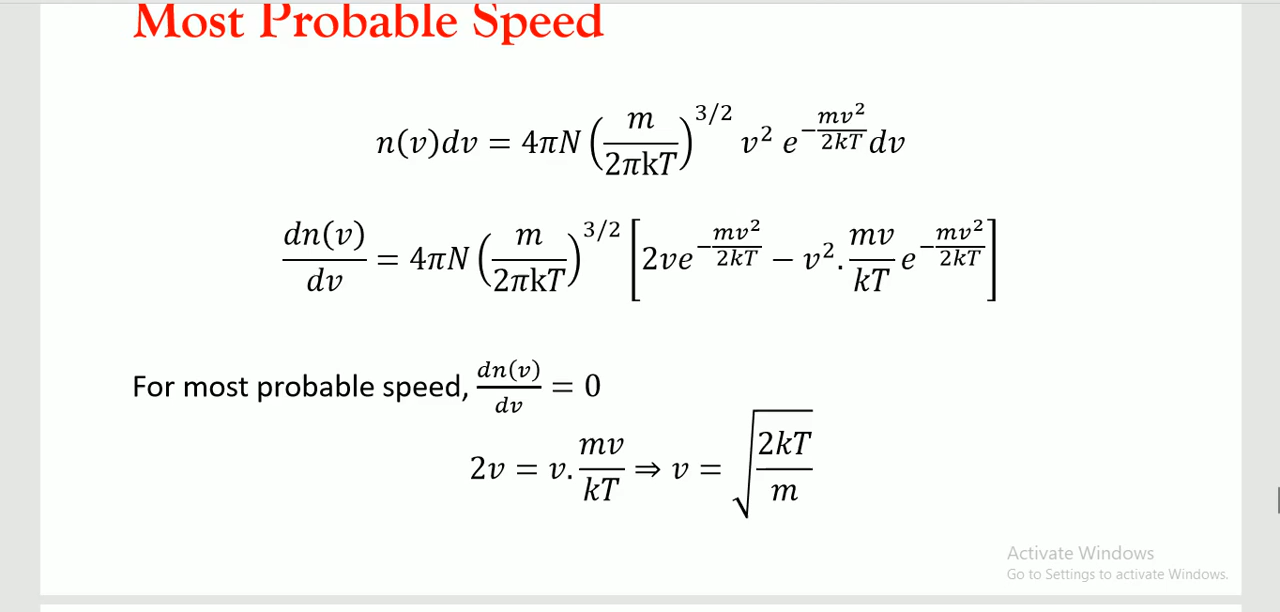 Most Probable Speed
n(v)dv = 4πN (m/2πkT)^{3/2} v² e^{-mv²/2kT} dv
dn(v)/dv = 4πN (m/2πkT)^{3/2} [2ve^{-mv²/2kT} − v². mv/kT e^{-mv²/2kT}]
For most probable speed, dn(v)/dv = 0
2v = v. mv/kT ⇒ v = √(2kT/m)
Activate Windows
Go to Settings to activate Windows.